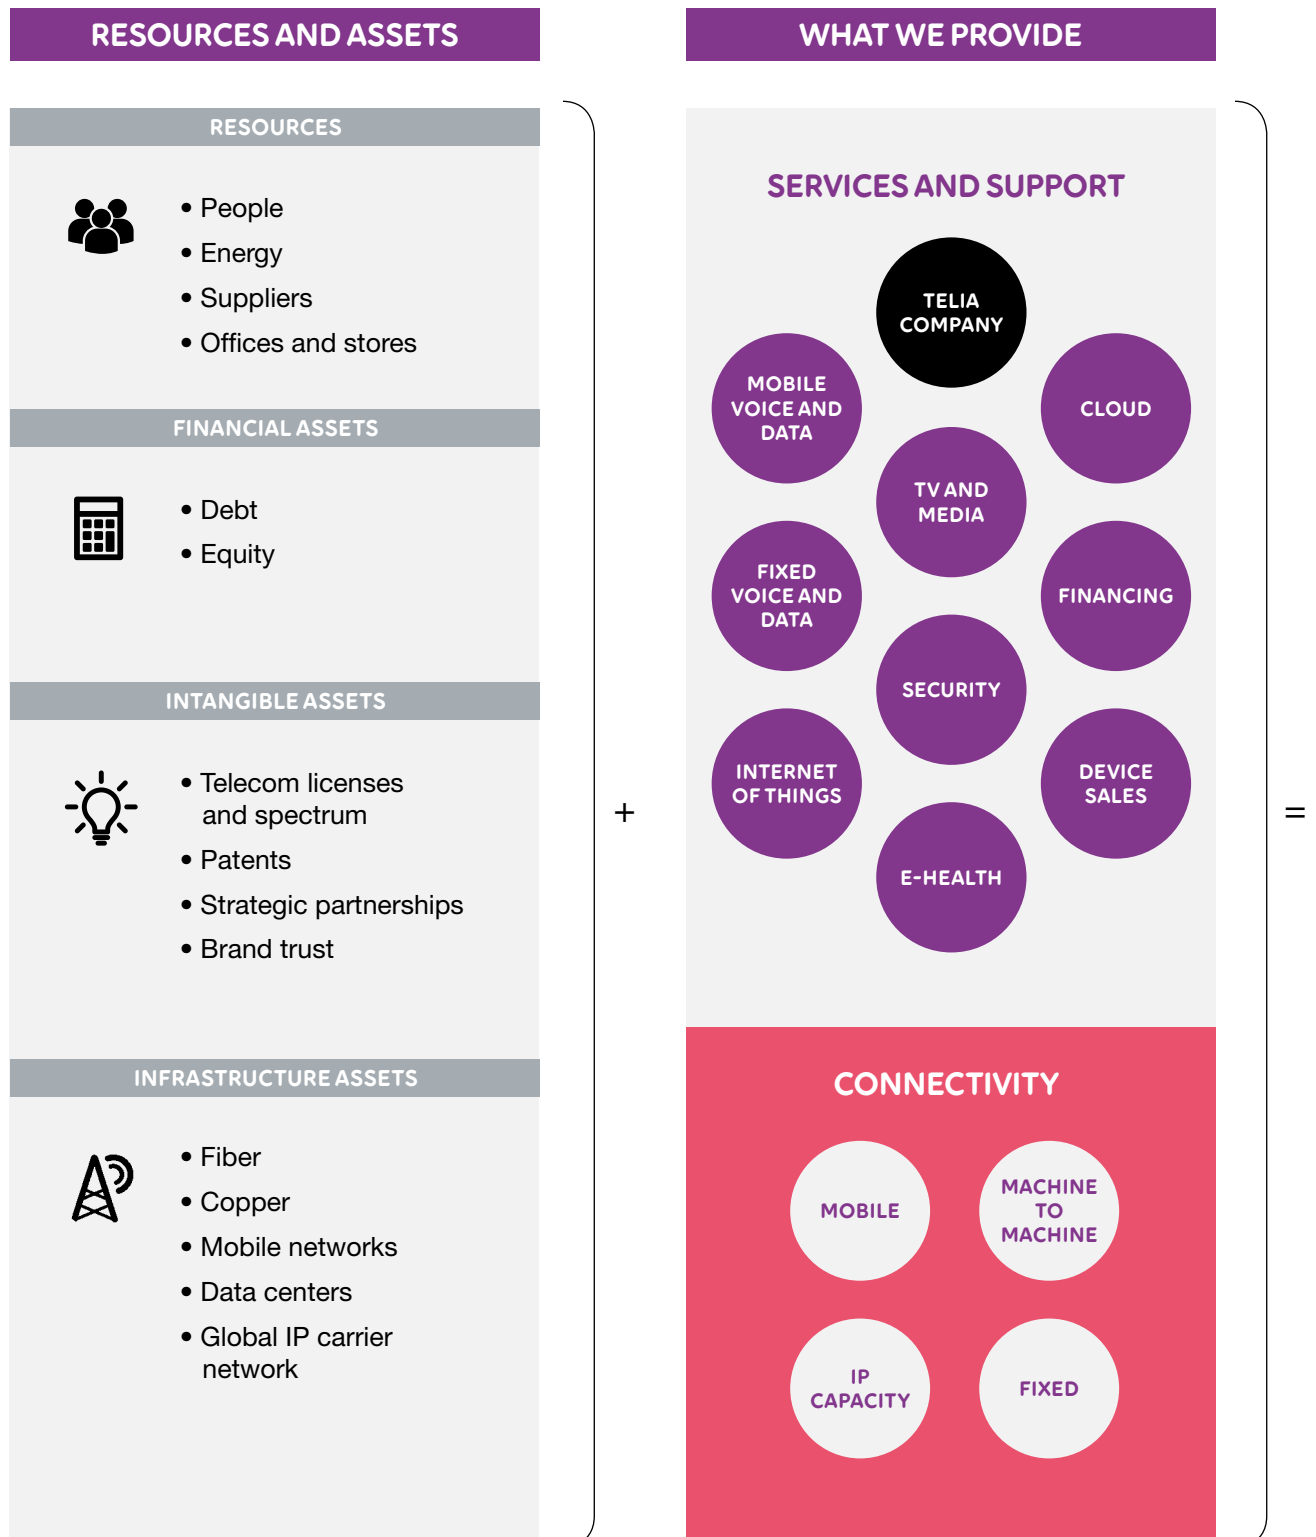 RESOURCES AND ASSETS
RESOURCES
• People
• Energy
• Suppliers
• Offices and stores
FINANCIAL ASSETS
• Debt
• Equity
INTANGIBLE ASSETS
• Telecom licenses
and spectrum
• Patents
• Strategic partnerships
• Brand trust
INFRASTRUCTURE ASSETS
• Fiber
• Copper
• Mobile networks
• Data centers
• Global IP carrier
network
+
WHAT WE PROVIDE
SERVICES AND SUPPORT
TELIA
COMPANY
MOBILE
VOICE AND
DATA
CLOUD
TV AND
MEDIA
FIXED
VOICE AND
DATA
FINANCING
SECURITY
INTERNET
OF THINGS
DEVICE
SALES
E-HEALTH
CONNECTIVITY
MOBILE
MACHINE
TO
MACHINE
IP
CAPACITY
FIXED
=